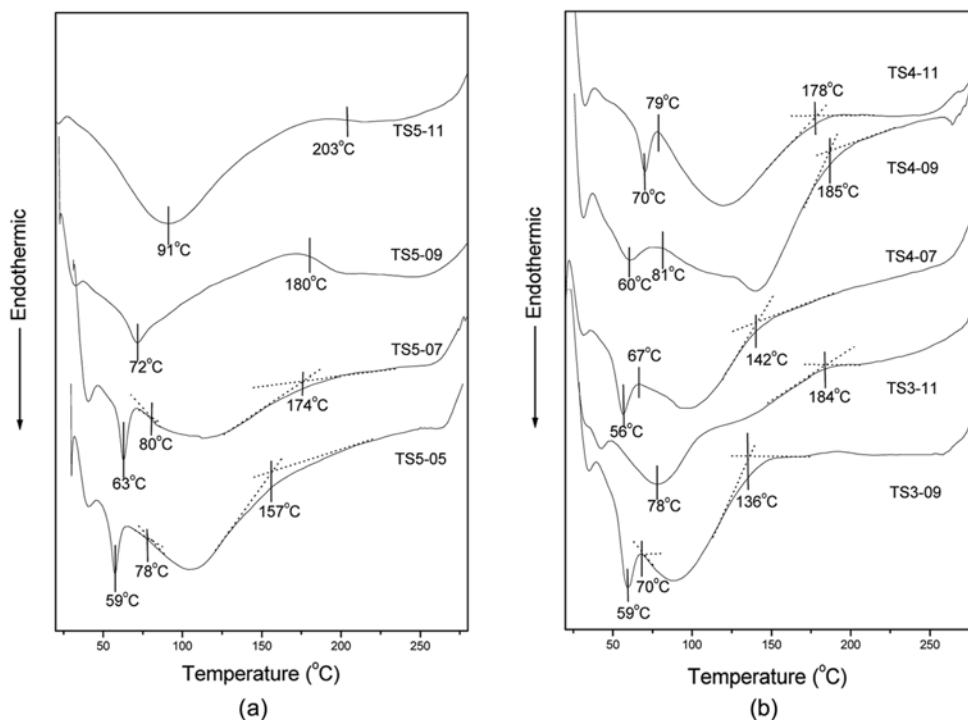 TS5-11
203°C
91°C
TS5-09
180°C
72°C
TS5-07
174°C
80°C
63°C
TS5-05
157°C
78°C
59°C
Endothermic
50
100
150
200
250
Temperature (°C)
(a)
TS4-11
178°C
79°C
70°C
TS4-09
185°C
60°C
81°C
TS4-07
67°C
142°C
56°C
184°C
TS3-11
78°C
136°C
TS3-09
70°C
59°C
Endothermic
50
100
150
200
250
Temperature (°C)
(b)